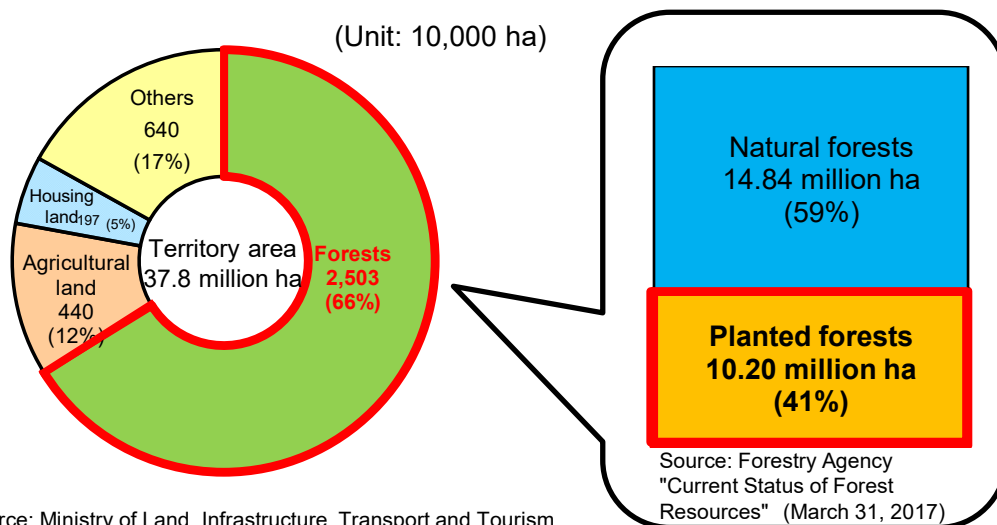 (Unit: 10,000 ha)
Others
640
(17%)
Housing
land197 (5%)
Agricultural
land
440
(12%)
Territory area
37.8 million ha
Forests
2,503
(66%)
Natural forests
14.84 million ha
(59%)
Planted forests
10.20 million ha
(41%)
Source: Forestry Agency
"Current Status of Forest
Resources" (March 31, 2017)
rce: Ministry of Land, Infrastructure, Transport and Tourism